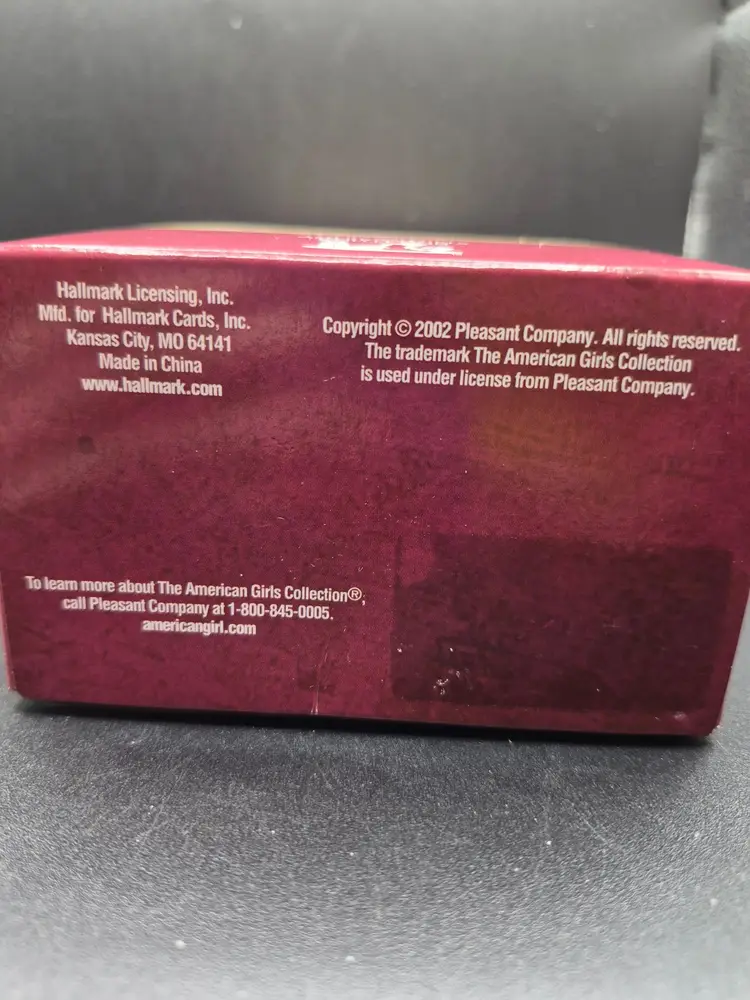 Hallmark Licensing, Inc.
Mfd. for Hallmark Cards, Inc.
Kansas City, MO 64141
Made in China
www.hallmark.com
Copyright © 2002 Pleasant Company. All rights reserved.
The trademark The American Girls Collection
is used under license from Pleasant Company.
To learn more about The American Girls Collection®,
call Pleasant Company at 1-800-845-0005.
americangirl.com